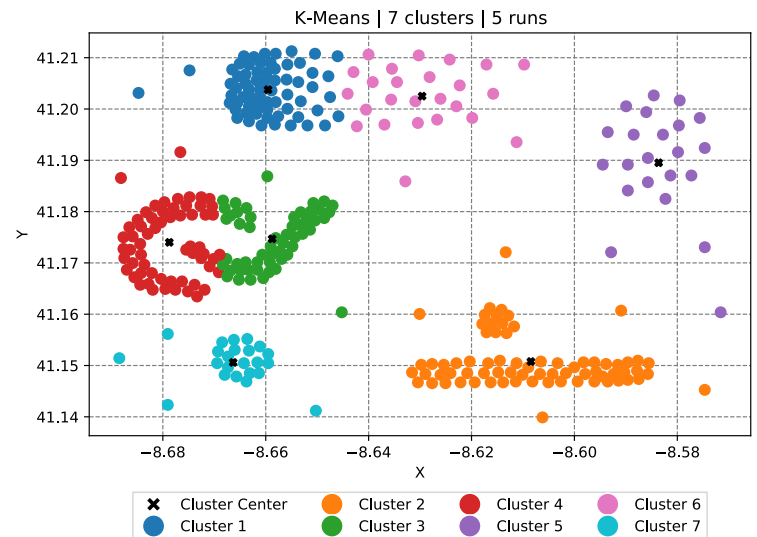 K-Means | 7 clusters | 5 runs
41.21
41.20
41.19
41.18
41.17
41.16
41.15
41.14
Y
−8.68 −8.66 −8.64 −8.62 −8.60 −8.58
X
Cluster Center Cluster 2 Cluster 4 Cluster 6
Cluster 1 Cluster 3 Cluster 5 Cluster 7